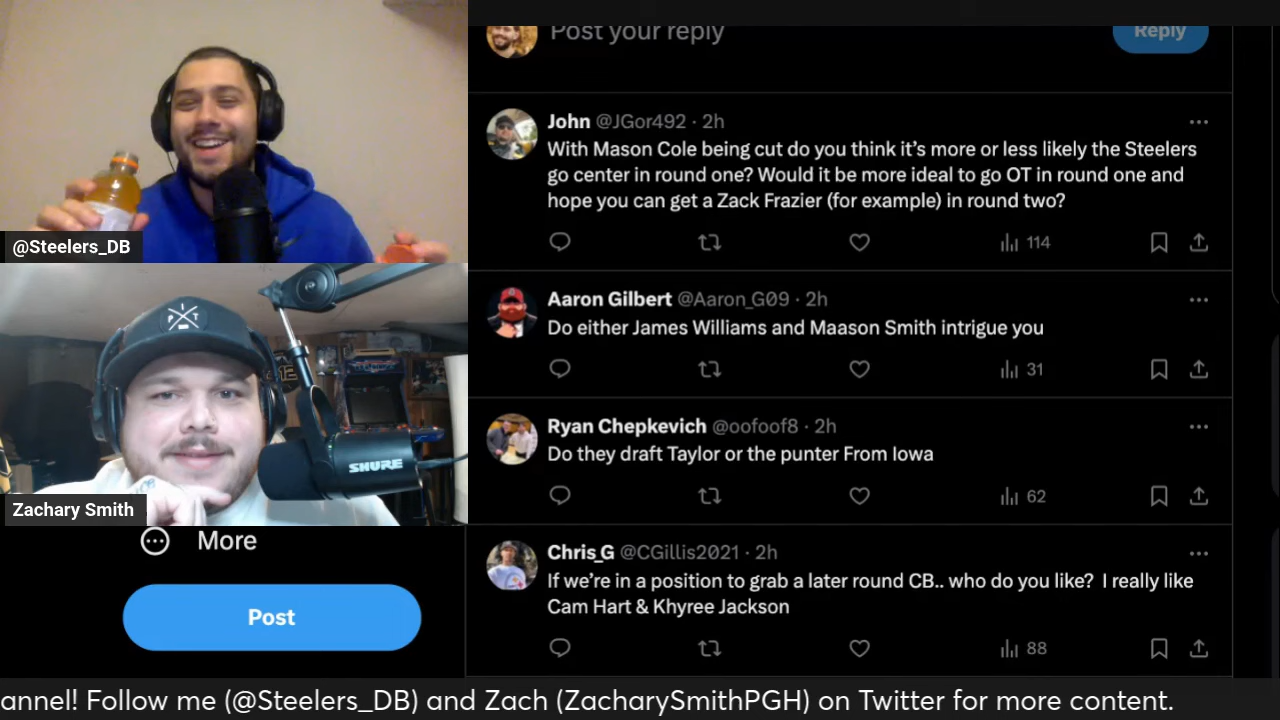 Post your reply
Reply
John @JGor492 · 2h
With Mason Cole being cut do you think it's more or less likely the Steelers
go center in round one? Would it be more ideal to go OT in round one and
hope you can get a Zack Frazier (for example) in round two?
114
@Steelers_DB
Aaron Gilbert @Aaron_G09 · 2h
Do either James Williams and Maason Smith intrigue you
31
PIT
12
SHURE
Zachary Smith
Ryan Chepkevich @oofoof8 · 2h
Do they draft Taylor or the punter From Iowa
62
More
Post
Chris_G @CGillis2021 · 2h
If we're in a position to grab a later round CB.. who do you like? I really like
Cam Hart & Khyree Jackson
88
annel! Follow me (@Steelers_DB) and Zach (ZacharySmithPGH) on Twitter for more content.